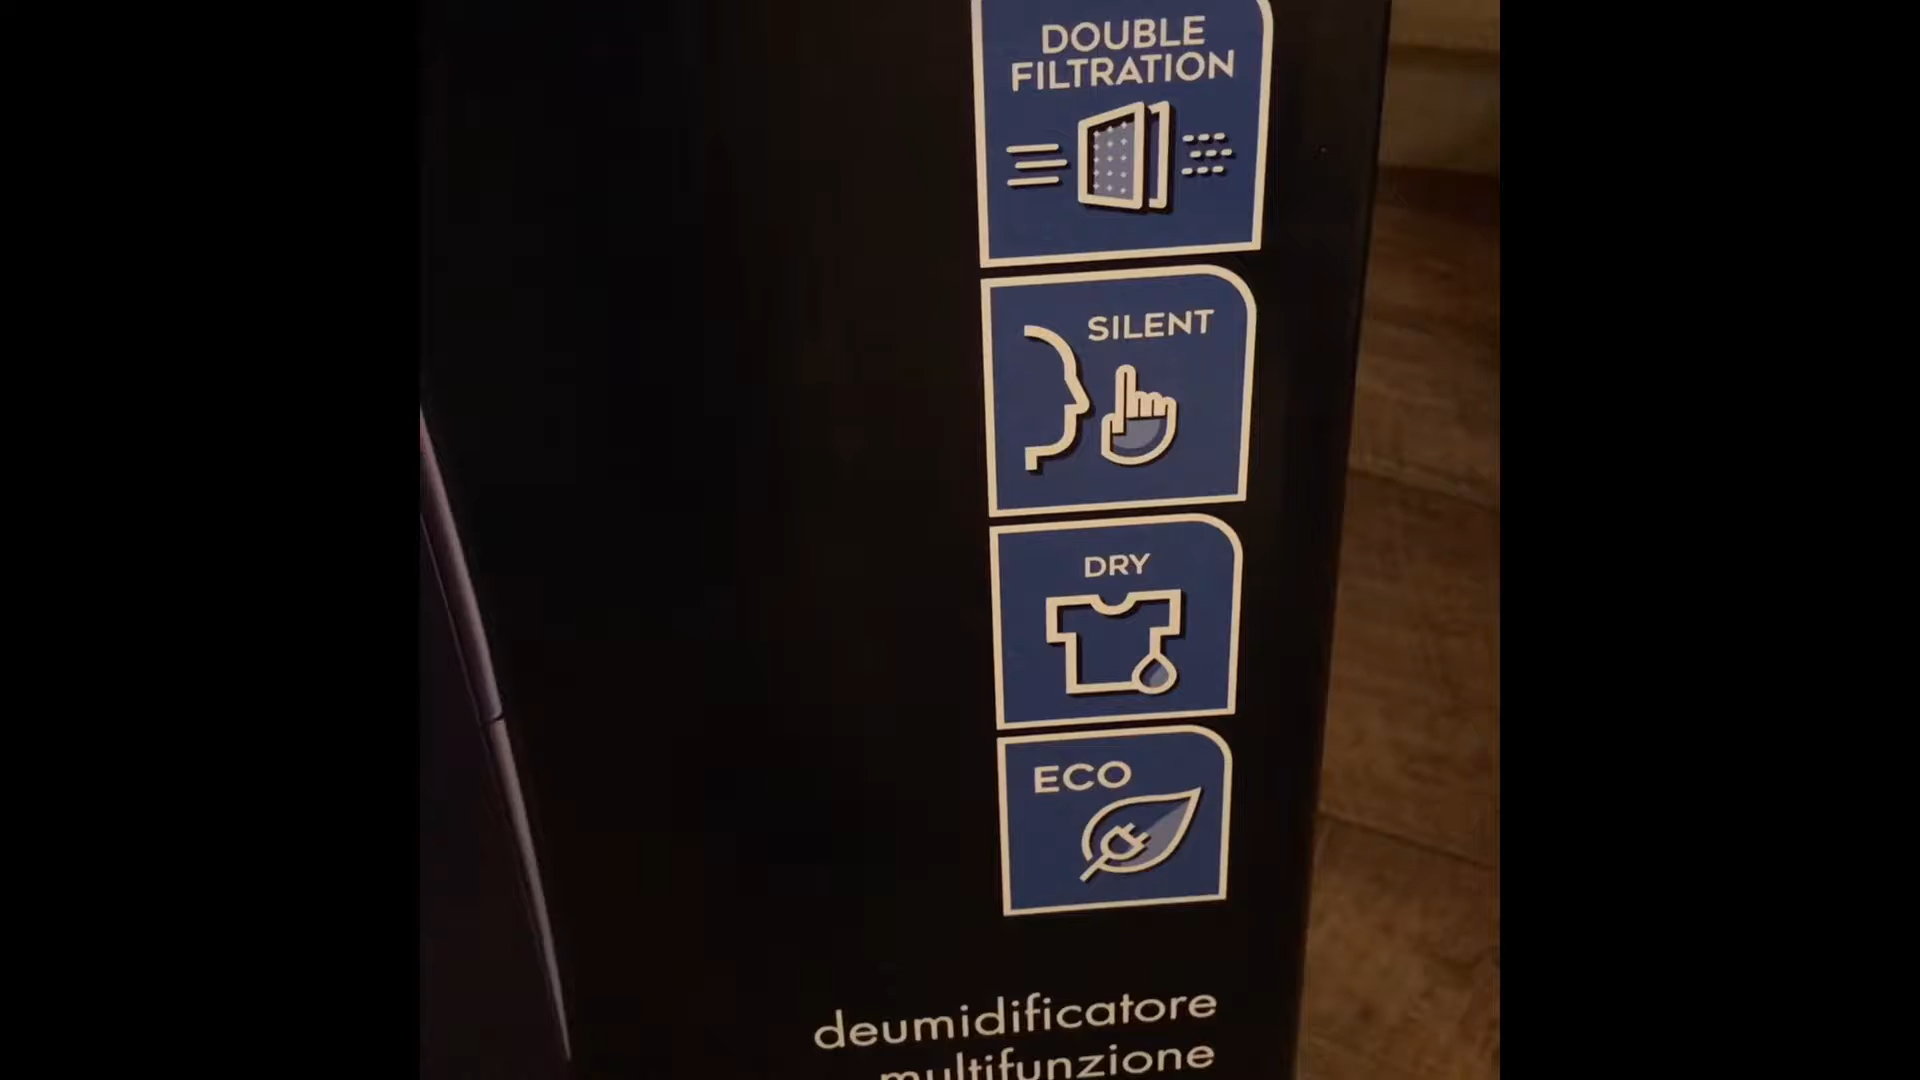 DOUBLE
FILTRATION
SILENT
DRY
ECO
deumidificatore
multifunzione